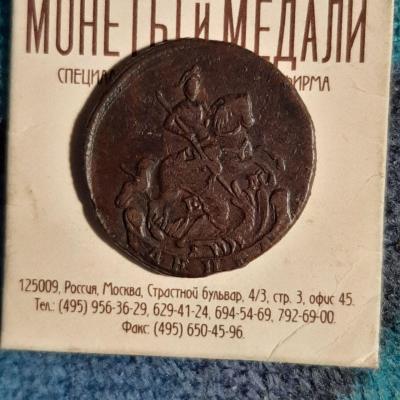 МОНЕТЫ И МЕДАЛИ
ФИРМА
125009, Россия, Москва, Страстной бульвар, 4/3, стр. 3, офис 45.
Тел.: (495) 956-36-29, 629-41-24, 694-54-69, 792-69-00.
Факс: (495) 650-45-96.